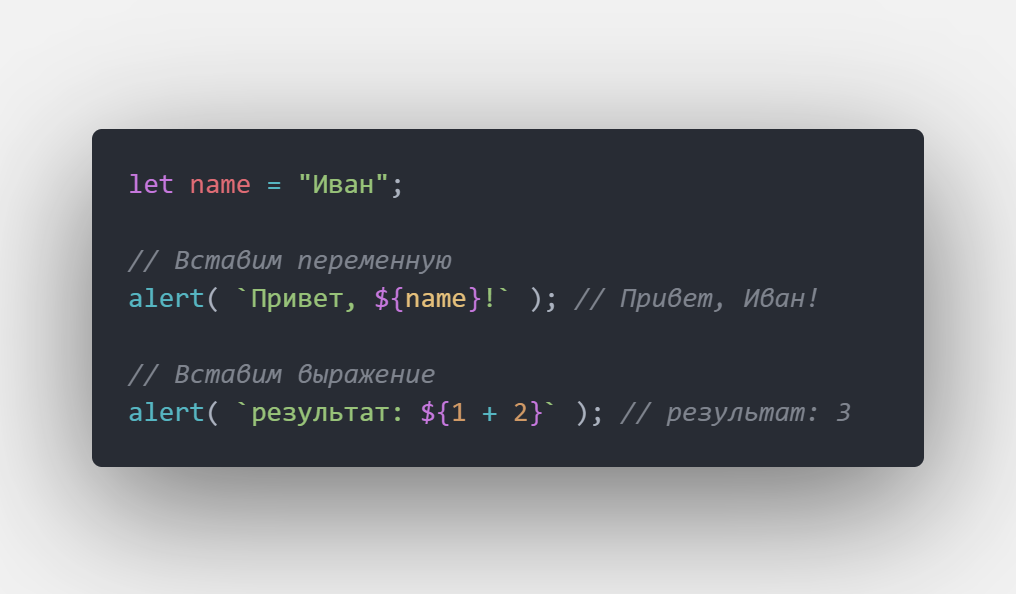 let name = "Иван";
// Вставим переменную
alert( `Привет, ${name}!` ); // Привет, Иван!
// Вставим выражение
alert( `результат: ${1 + 2}` ); // результат: 3